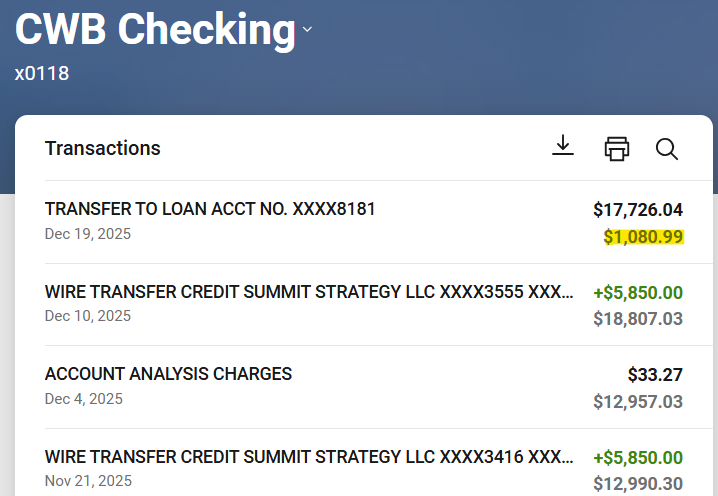 CWB Checking
x0118
Transactions
TRANSFER TO LOAN ACCT NO. XXXX8181 $17,726.04
Dec 19, 2025 $1,080.99
WIRE TRANSFER CREDIT SUMMIT STRATEGY LLC XXXX3555 XXX... +$5,850.00
Dec 10, 2025 $18,807.03
ACCOUNT ANALYSIS CHARGES $33.27
Dec 4, 2025 $12,957.03
WIRE TRANSFER CREDIT SUMMIT STRATEGY LLC XXXX3416 XXX... +$5,850.00
Nov 21, 2025 $12,990.30